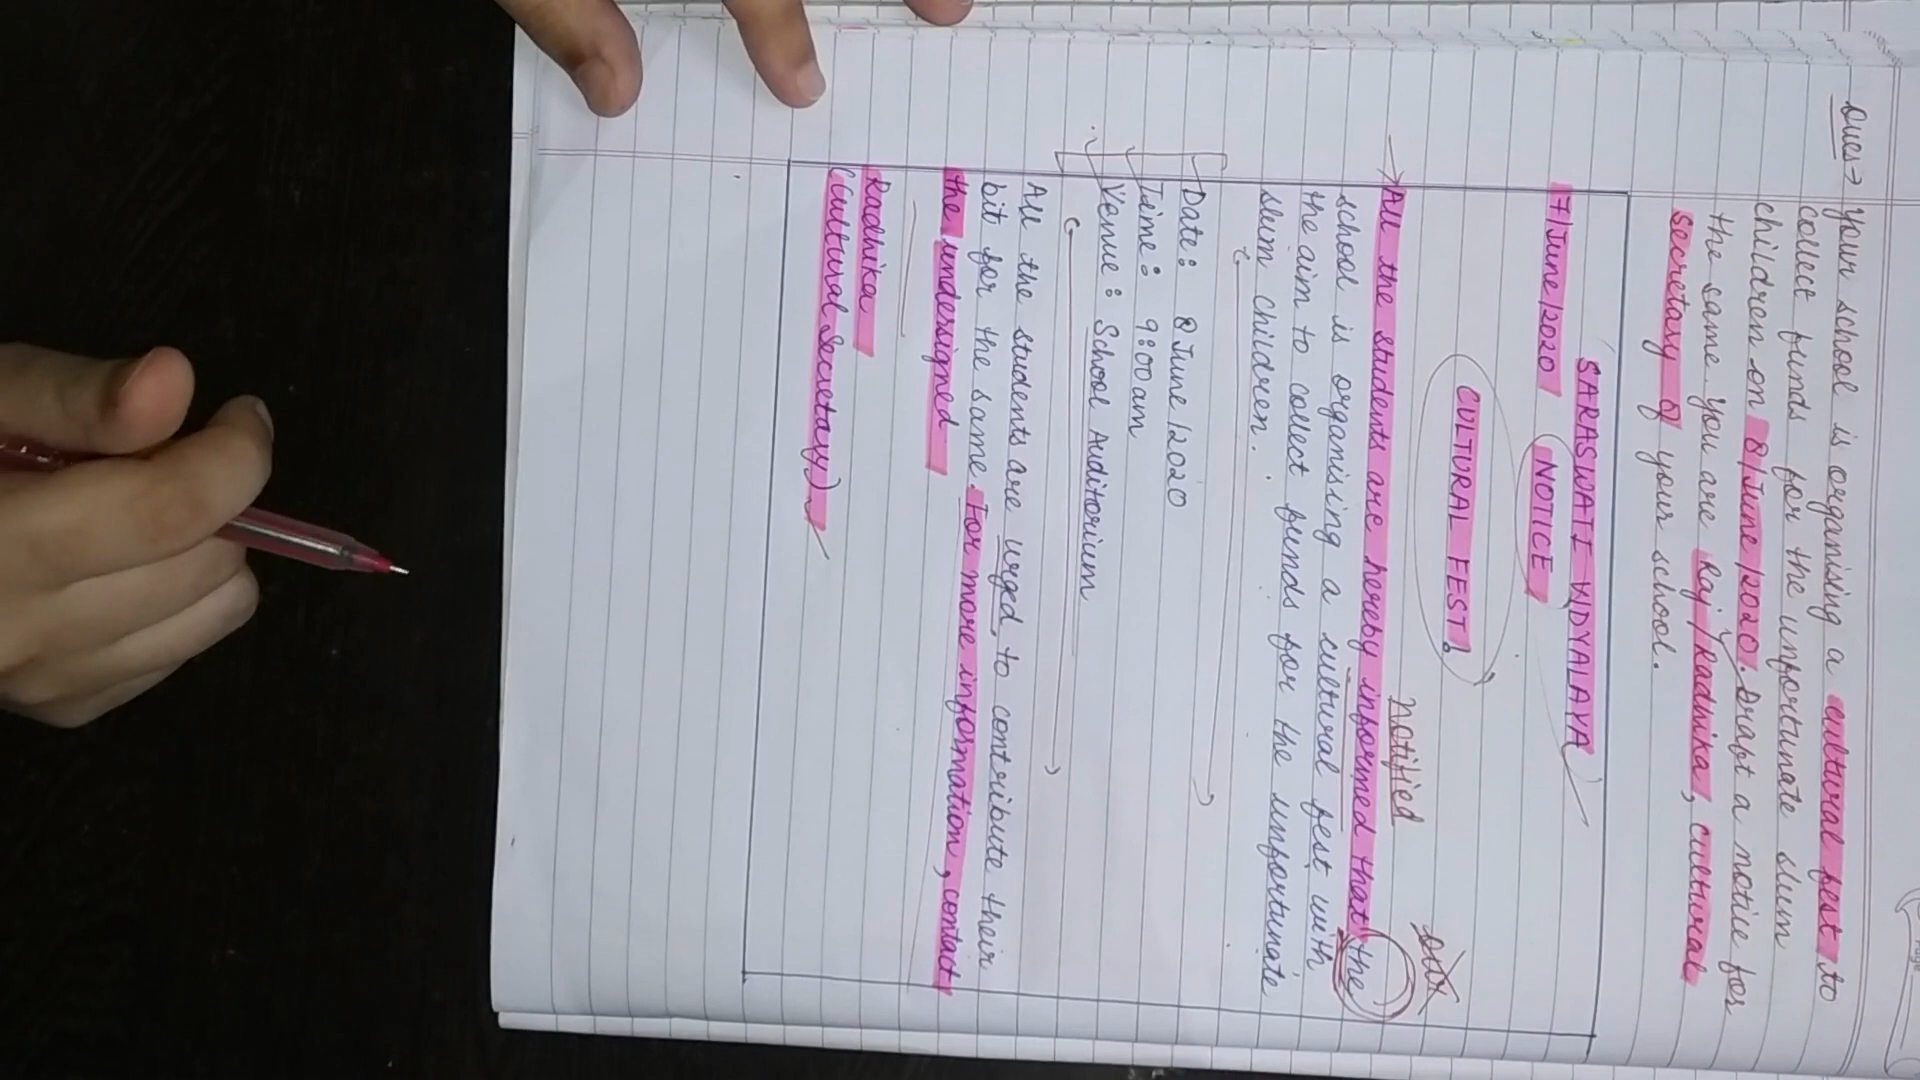 Ques→ Your school is organising a cultural fest to
collect funds for the unfortunate slum
children on 8/June/2020. Draft a notice for
the same. You are Raj/Radhika, cultural
secretary of your school.
SARASWATI VIDYALAYA
7/June/2020 NOTICE
CULTURAL FEST
notified
→All the students are hereby informed that the
school is organising a cultural fest with
the aim to collect funds for the unfortunate
slum children.
Date: 8 June/2020
Time: 9:00 am
Venue: School Auditorium
All the students are urged to contribute their
bit for the same. For more information, contact
the undersigned
Radhika
(Cultural Secretary)